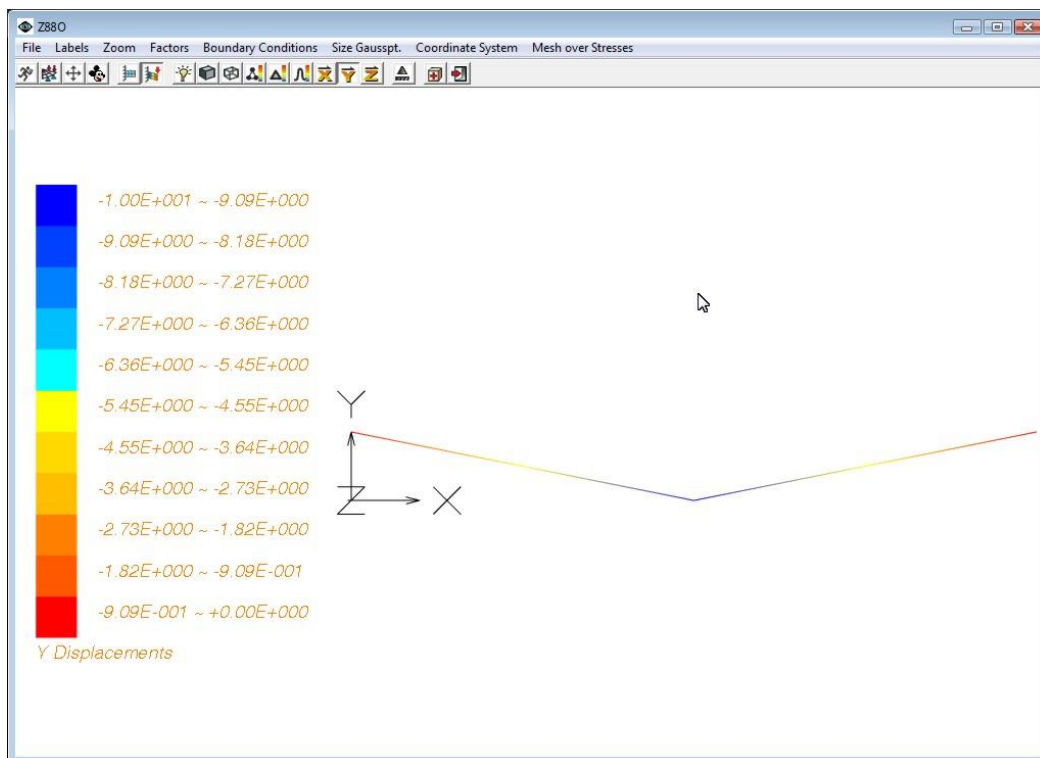 Z88O
File Labels Zoom Factors Boundary Conditions Size Gausspt. Coordinate System Mesh over Stresses
-1.00E+001 ~ -9.09E+000
-9.09E+000 ~ -8.18E+000
-8.18E+000 ~ -7.27E+000
-7.27E+000 ~ -6.36E+000
-6.36E+000 ~ -5.45E+000
-5.45E+000 ~ -4.55E+000
-4.55E+000 ~ -3.64E+000
-3.64E+000 ~ -2.73E+000
-2.73E+000 ~ -1.82E+000
-1.82E+000 ~ -9.09E-001
-9.09E-001 ~ +0.00E+000
Y Displacements
Y
Z X